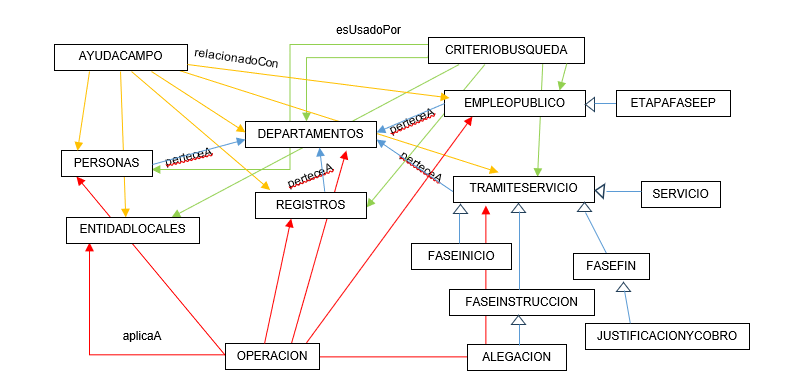 esUsadoPor
AYUDACAMPO
relacionadoCon
CRITERIOBUSQUEDA
EMPLEOPUBLICO
ETAPAFASEEP
DEPARTAMENTOS
perteceA
PERSONAS
perteceA
perteceA
perteceA
TRAMITESERVICIO
SERVICIO
REGISTROS
ENTIDADLOCALES
FASEINICIO
FASEFIN
FASEINSTRUCCION
aplicaA
JUSTIFICACIONYCOBRO
OPERACION
ALEGACION